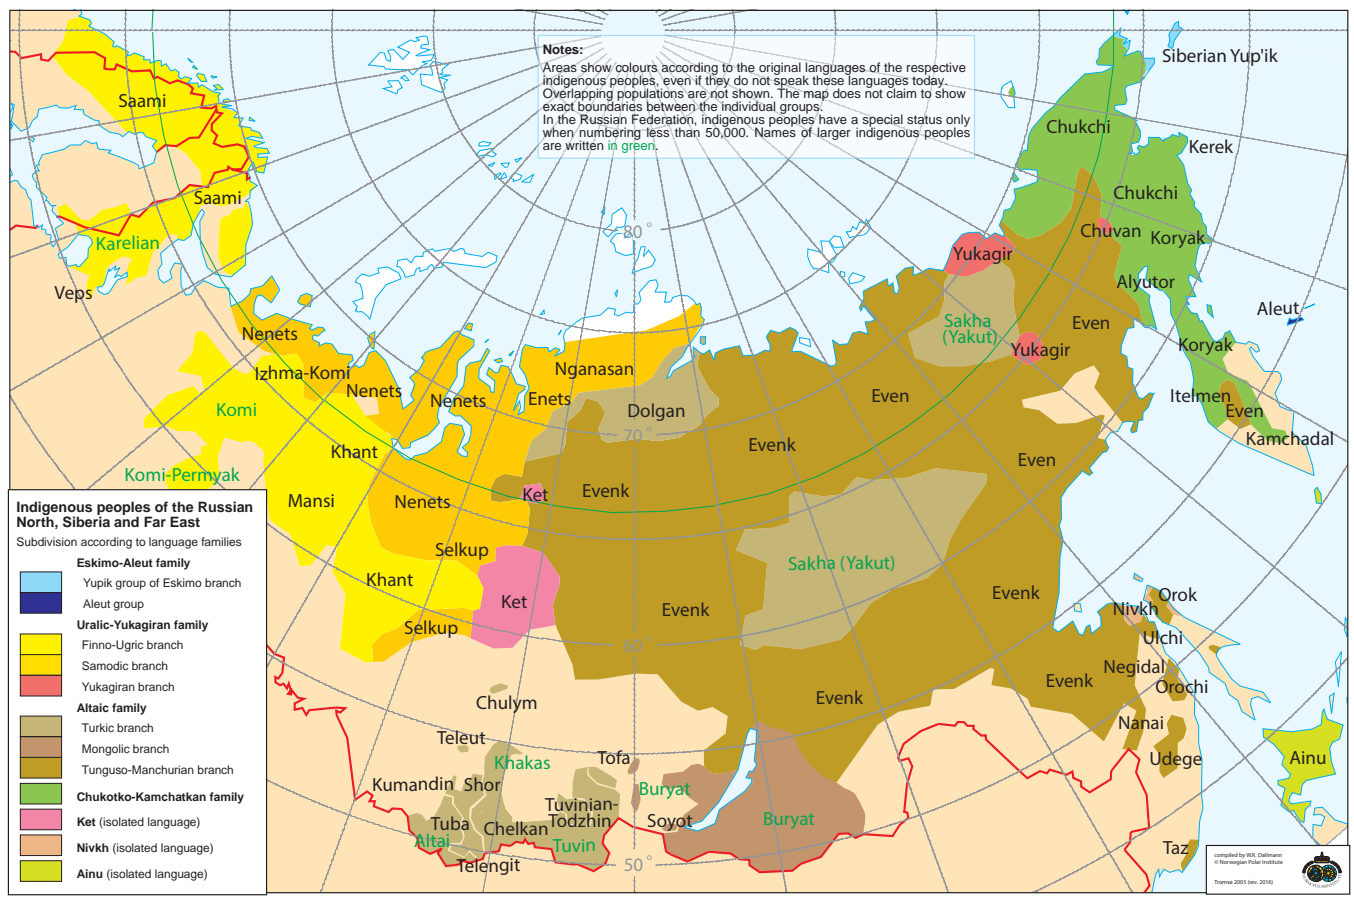 Notes:
Areas show colours according to the original languages of the respective
indigenous peoples, even if they do not speak these languages today.
Overlapping populations are not shown. The map does not claim to show
exact boundaries between the individual groups.
In the Russian Federation, indigenous peoples have a special status only
when numbering less than 50,000. Names of larger indigenous peoples
are written in green.
Siberian Yup'ik
Saami
Chukchi
Kerek
Saami
Chukchi
Karelian
80°
Chuvan
Koryak
Yukagir
Alyutor
Veps
Aleut
Nenets
Sakha
(Yakut)
Even
Koryak
Yukagir
Izhma-Komi
Nganasan
Nenets
Nenets
Enets
Even
Itelmen
Komi
Dolgan
Even
70°
Kamchadal
Khant
Evenk
Even
Komi-Permyak
Mansi
Nenets
Ket
Evenk
Selkup
Sakha (Yakut)
Khant
Ket
Evenk
Evenk
Orok
Nivkh
Selkup
Ulchi
60°
Negidal
Evenk
Orochi
Chulym
Evenk
Nanai
Teleut
Khakas
Tofa
Udege
Ainu
Kumandin
Shor
Buryat
Tuvinian-
Todzhin
Tuba
Chelkan
Soyot
Buryat
Altai
Tuvin
Taz
Telengit
50°
Indigenous peoples of the Russian
North, Siberia and Far East
Subdivision according to language families
Eskimo-Aleut family
Yupik group of Eskimo branch
Aleut group
Uralic-Yukagiran family
Finno-Ugric branch
Samodic branch
Yukagiran branch
Altaic family
Turkic branch
Mongolic branch
Tunguso-Manchurian branch
Chukotko-Kamchatkan family
Ket (isolated language)
Nivkh (isolated language)
Ainu (isolated language)
compiled by W.K. Dallmann
© Norwegian Polar Institute
Tromsø 2005 (rev. 2016)